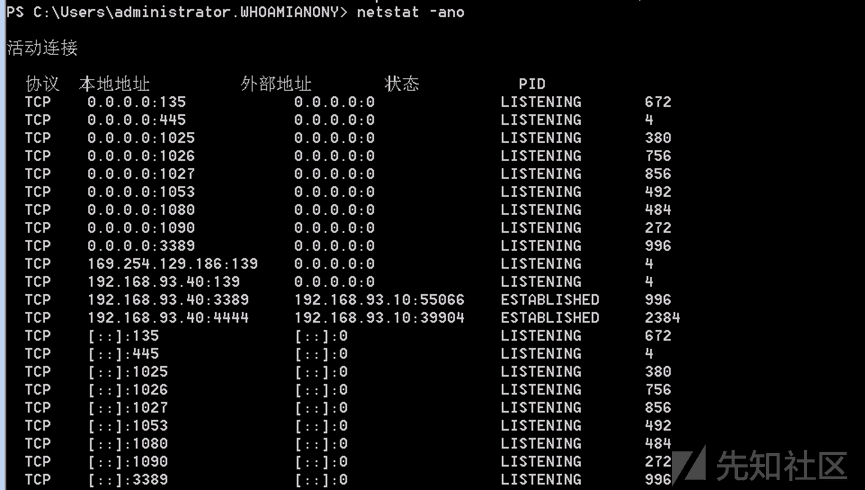 PS C:\Users\administrator.WHOAMIANONY> netstat -ano
活动连接
协议 本地地址 外部地址 状态 PID
TCP 0.0.0.0:135 0.0.0.0:0 LISTENING 672
TCP 0.0.0.0:445 0.0.0.0:0 LISTENING 4
TCP 0.0.0.0:1025 0.0.0.0:0 LISTENING 380
TCP 0.0.0.0:1026 0.0.0.0:0 LISTENING 756
TCP 0.0.0.0:1027 0.0.0.0:0 LISTENING 856
TCP 0.0.0.0:1053 0.0.0.0:0 LISTENING 492
TCP 0.0.0.0:1080 0.0.0.0:0 LISTENING 484
TCP 0.0.0.0:1090 0.0.0.0:0 LISTENING 272
TCP 0.0.0.0:3389 0.0.0.0:0 LISTENING 996
TCP 169.254.129.186:139 0.0.0.0:0 LISTENING 4
TCP 192.168.93.40:139 0.0.0.0:0 LISTENING 4
TCP 192.168.93.40:3389 192.168.93.10:55066 ESTABLISHED 996
TCP 192.168.93.40:4444 192.168.93.10:39904 ESTABLISHED 2384
TCP [::]:135 [::]:0 LISTENING 672
TCP [::]:445 [::]:0 LISTENING 4
TCP [::]:1025 [::]:0 LISTENING 380
TCP [::]:1026 [::]:0 LISTENING 756
TCP [::]:1027 [::]:0 LISTENING 856
TCP [::]:1053 [::]:0 LISTENING 492
TCP [::]:1080 [::]:0 LISTENING 484
TCP [::]:1090 [::]:0 LISTENING 272
TCP [::]:3389 [::]:0 LISTENING 996
先知社区